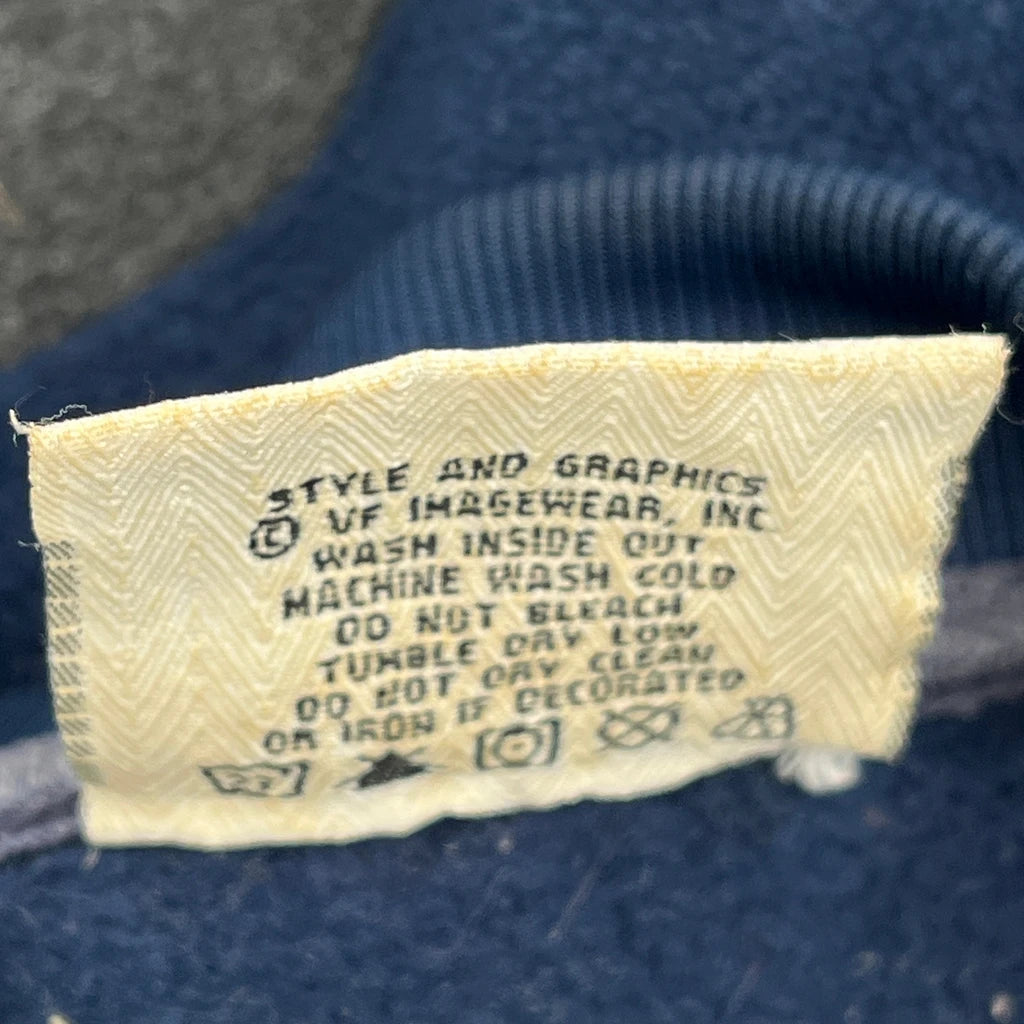 STYLE AND GRAPHICS
© VF IMAGEWEAR, INC
WASH INSIDE OUT
MACHINE WASH COLD
DO NOT BLEACH
TUMBLE DRY LOW
DO NOT DRY CLEAN
OR IRON IF DECORATED